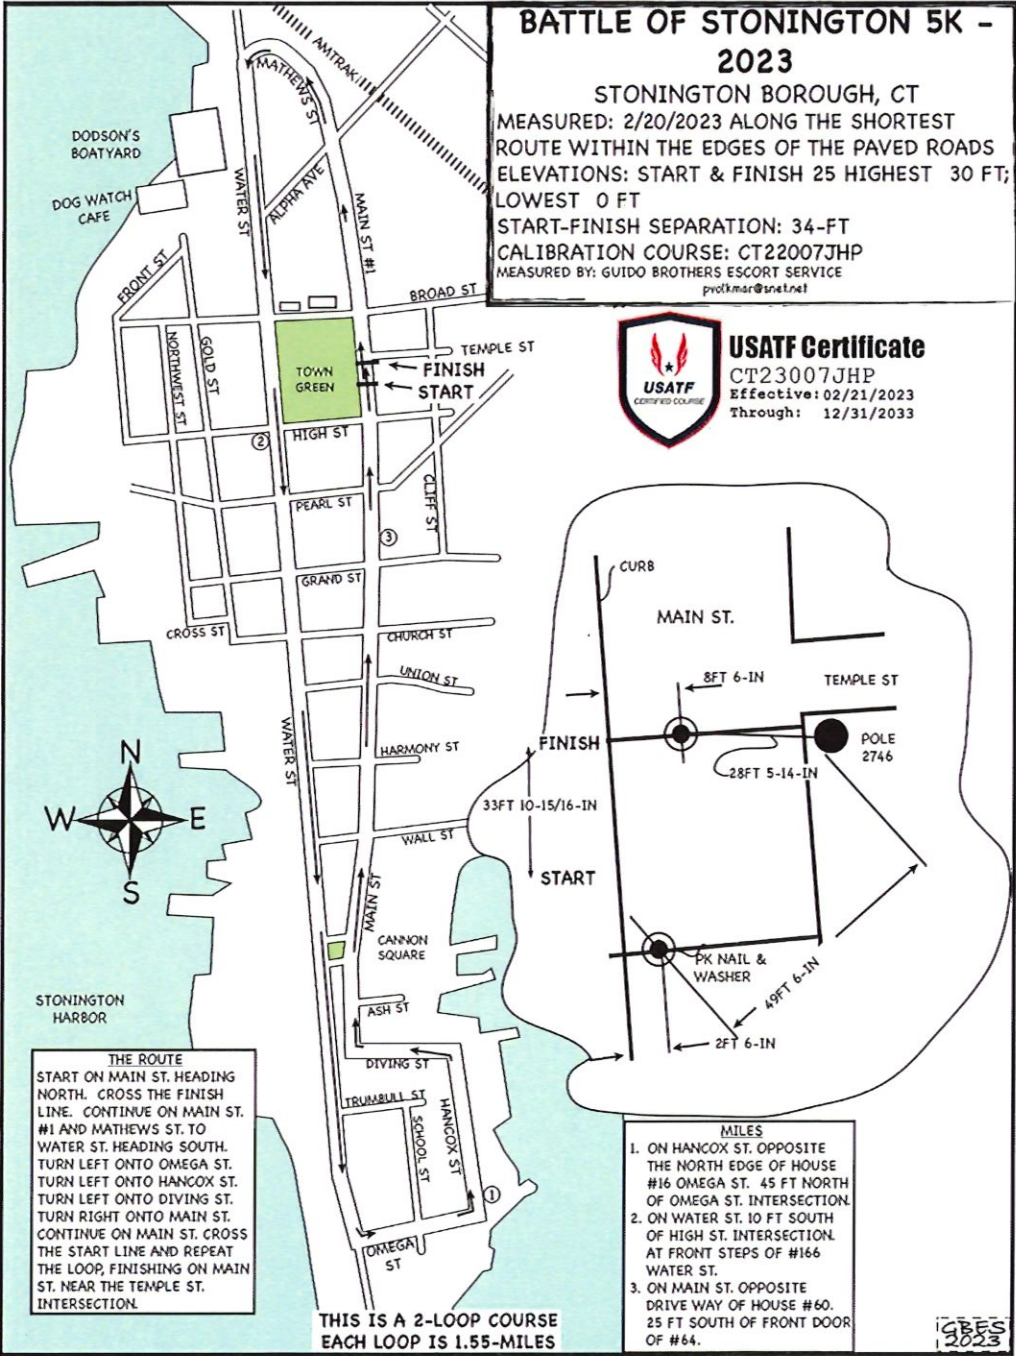 BATTLE OF STONINGTON 5K -
2023
STONINGTON BOROUGH, CT
MEASURED: 2/20/2023 ALONG THE SHORTEST
ROUTE WITHIN THE EDGES OF THE PAVED ROADS
ELEVATIONS: START & FINISH 25 HIGHEST 30 FT;
LOWEST 0 FT
START-FINISH SEPARATION: 34-FT
CALIBRATION COURSE: CT22007JHP
MEASURED BY: GUIDO BROTHERS ESCORT SERVICE
pvolkmar@snet.net
USATF
CERTIFIED COURSE
USATF Certificate
CT23007JHP
Effective: 02/21/2023
Through: 12/31/2033
AMTRAK
MATHEWS ST
DODSON'S
BOATYARD
DOG WATCH
CAFE
WATER ST
ALPHA AVE
MAIN ST #1
FRONT ST
BROAD ST
NORTHWEST ST
GOLD ST
TOWN
GREEN
TEMPLE ST
FINISH
START
2
HIGH ST
CLIFF ST
PEARL ST
3
GRAND ST
CROSS ST
CHURCH ST
UNION ST
WATER ST
HARMONY ST
WALL ST
MAIN ST
CANNON
SQUARE
ASH ST
DIVING ST
TRUMBULL ST
SCHOOL ST
HANCOX ST
1
OMEGA
ST
N
W
E
S
STONINGTON
HARBOR
CURB
MAIN ST.
8FT 6-IN
TEMPLE ST
FINISH
POLE
2746
28FT 5-14-IN
33FT 10-15/16-IN
START
PK NAIL &
WASHER
49FT 6-IN
2FT 6-IN
THE ROUTE
START ON MAIN ST. HEADING
NORTH. CROSS THE FINISH
LINE. CONTINUE ON MAIN ST.
#1 AND MATHEWS ST. TO
WATER ST. HEADING SOUTH.
TURN LEFT ONTO OMEGA ST.
TURN LEFT ONTO HANCOX ST.
TURN LEFT ONTO DIVING ST.
TURN RIGHT ONTO MAIN ST.
CONTINUE ON MAIN ST. CROSS
THE START LINE AND REPEAT
THE LOOP, FINISHING ON MAIN
ST. NEAR THE TEMPLE ST.
INTERSECTION.
MILES
1. ON HANCOX ST. OPPOSITE
THE NORTH EDGE OF HOUSE
#16 OMEGA ST. 45 FT NORTH
OF OMEGA ST. INTERSECTION.
2. ON WATER ST. 10 FT SOUTH
OF HIGH ST. INTERSECTION.
AT FRONT STEPS OF #166
WATER ST.
3. ON MAIN ST. OPPOSITE
DRIVE WAY OF HOUSE #60.
25 FT SOUTH OF FRONT DOOR
OF #64.
THIS IS A 2-LOOP COURSE
EACH LOOP IS 1.55-MILES
GBES
2023